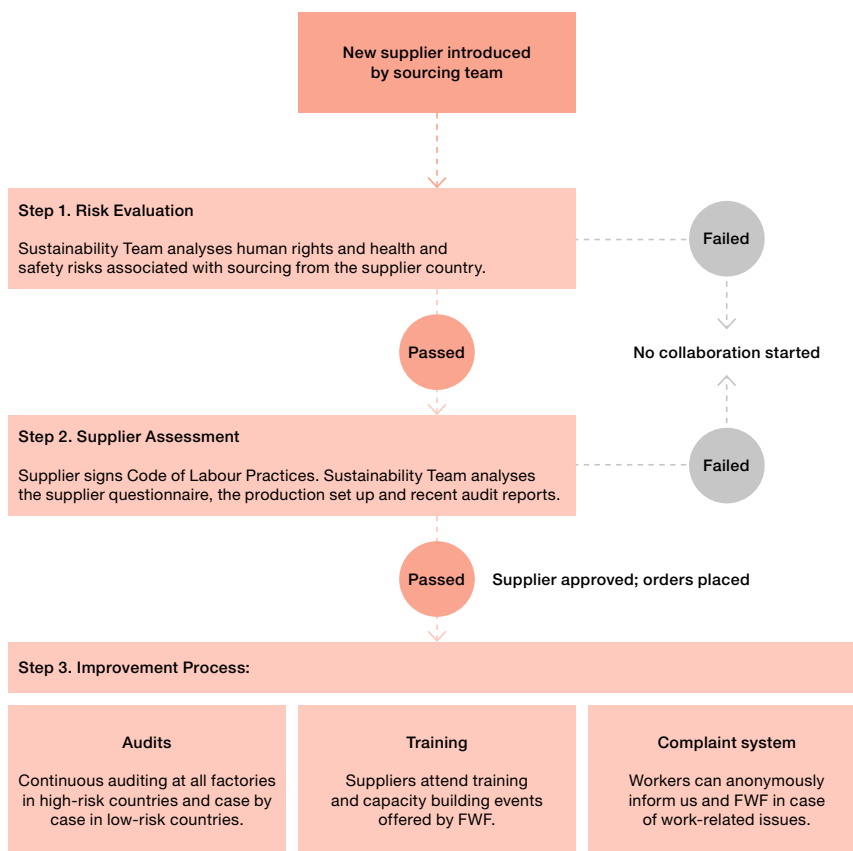 New supplier introduced
by sourcing team
Step 1. Risk Evaluation
Sustainability Team analyses human rights and health and
safety risks associated with sourcing from the supplier country.
Failed
Passed
No collaboration started
Step 2. Supplier Assessment
Supplier signs Code of Labour Practices. Sustainability Team analyses
the supplier questionnaire, the production set up and recent audit reports.
Failed
Passed
Supplier approved; orders placed
Step 3. Improvement Process:
Audits
Continuous auditing at all factories
in high-risk countries and case by
case in low-risk countries.
Training
Suppliers attend training
and capacity building events
offered by FWF.
Complaint system
Workers can anonymously
inform us and FWF in case
of work-related issues.